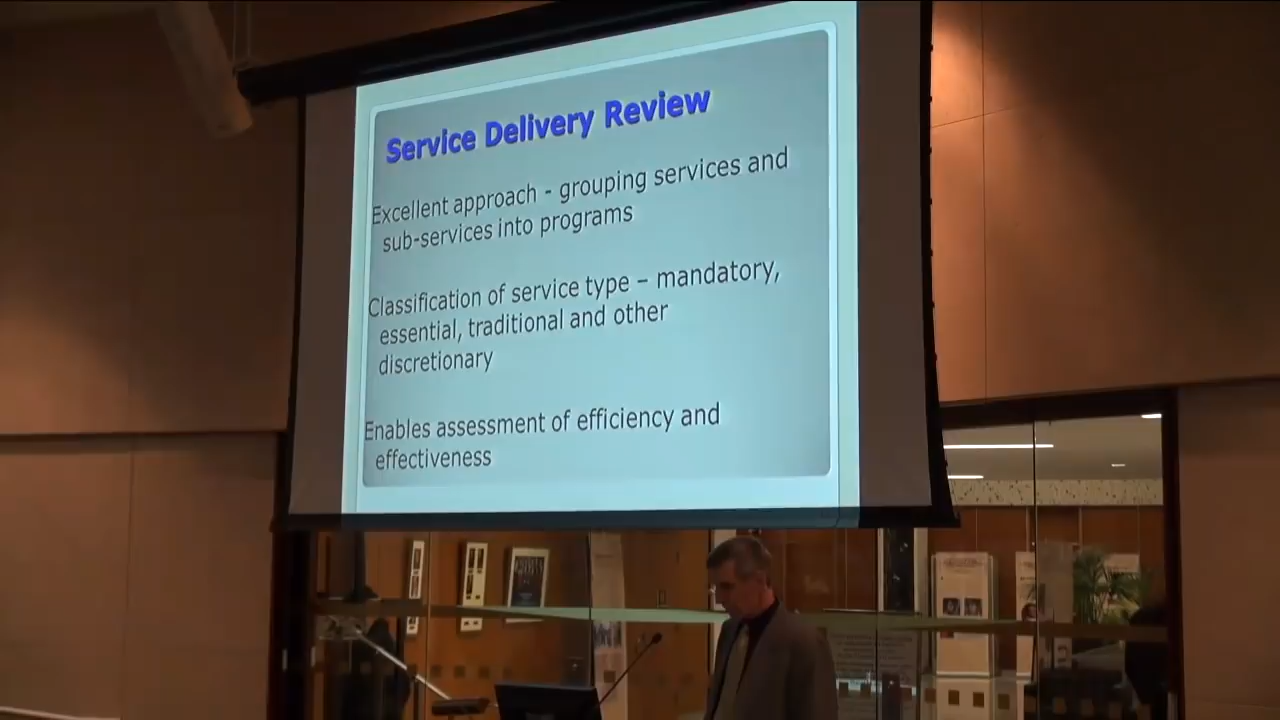 Service Delivery Review
Excellent approach - grouping services and
sub-services into programs
Classification of service type – mandatory,
essential, traditional and other
discretionary
Enables assessment of efficiency and
effectiveness